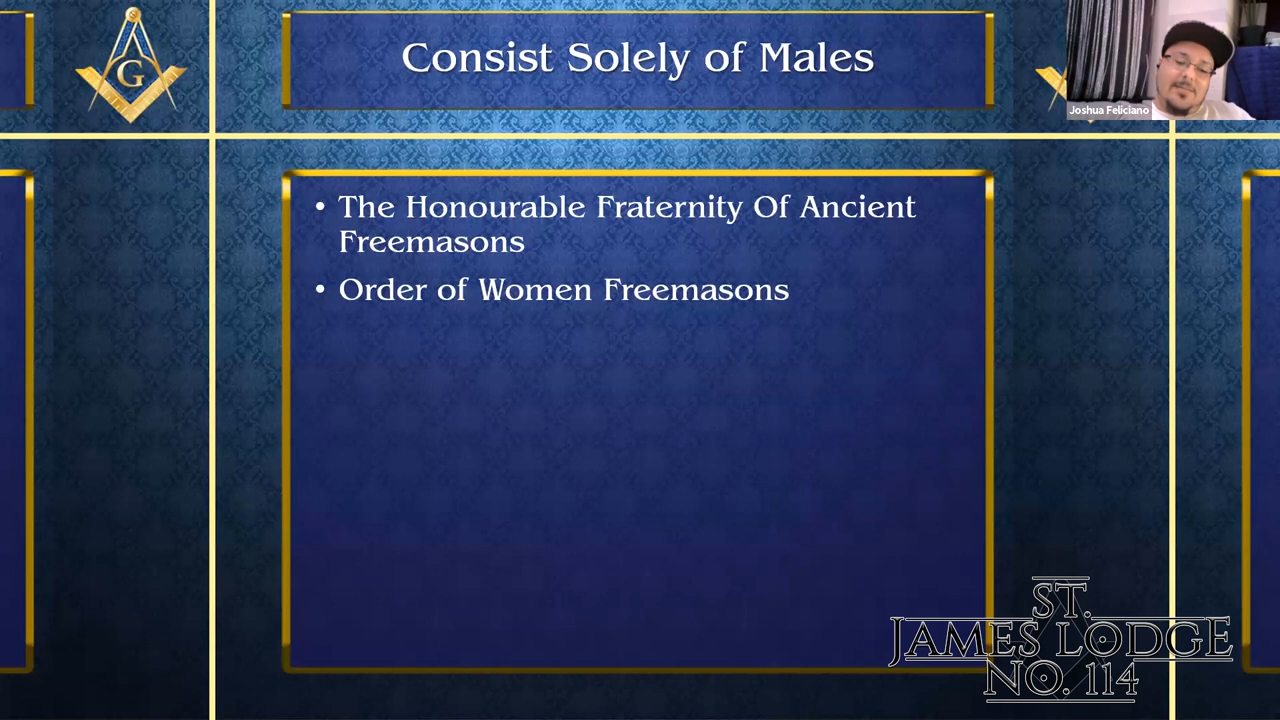 Consist Solely of Males
G
Joshua Feliciano
• The Honourable Fraternity Of Ancient
Freemasons
• Order of Women Freemasons
ST.
JAMES LODGE
NO. 114